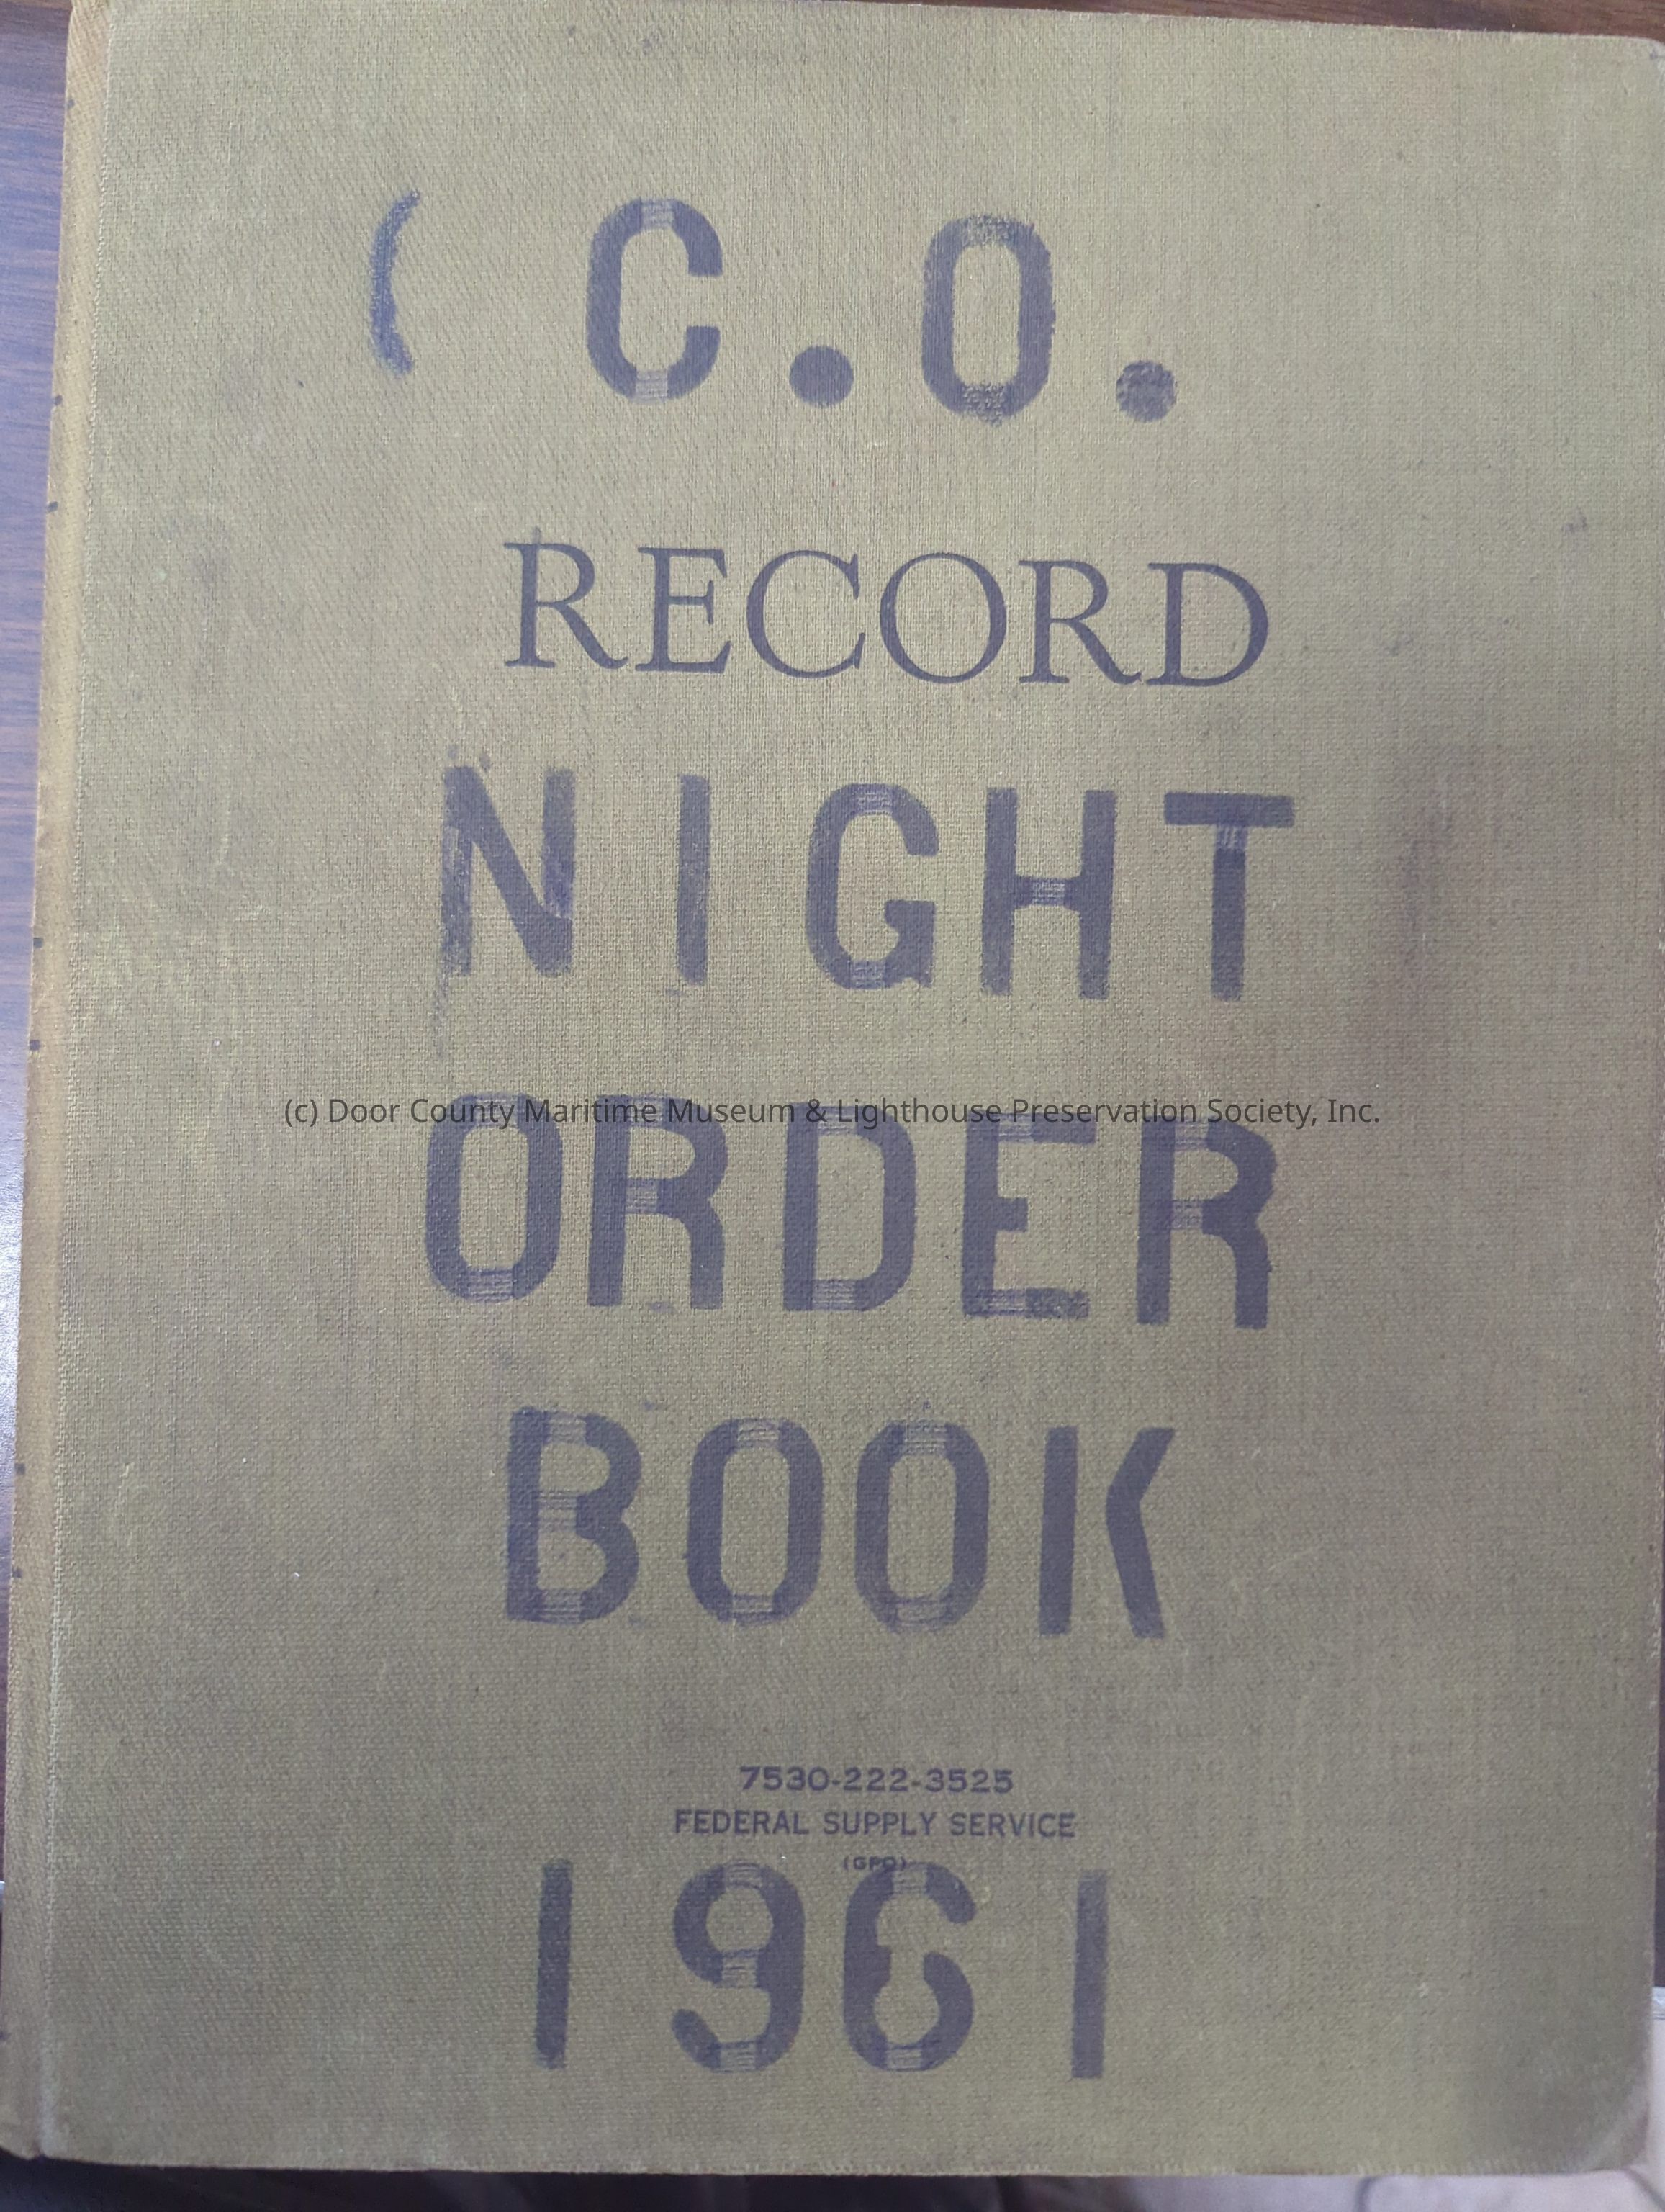 ( C.O.
RECORD
NIGHT
(c) Door County Maritime Museum & Lighthouse Preservation Society, Inc.
ORDER
BOOK
7530-222-3525
FEDERAL SUPPLY SERVICE
(GPO)
1961